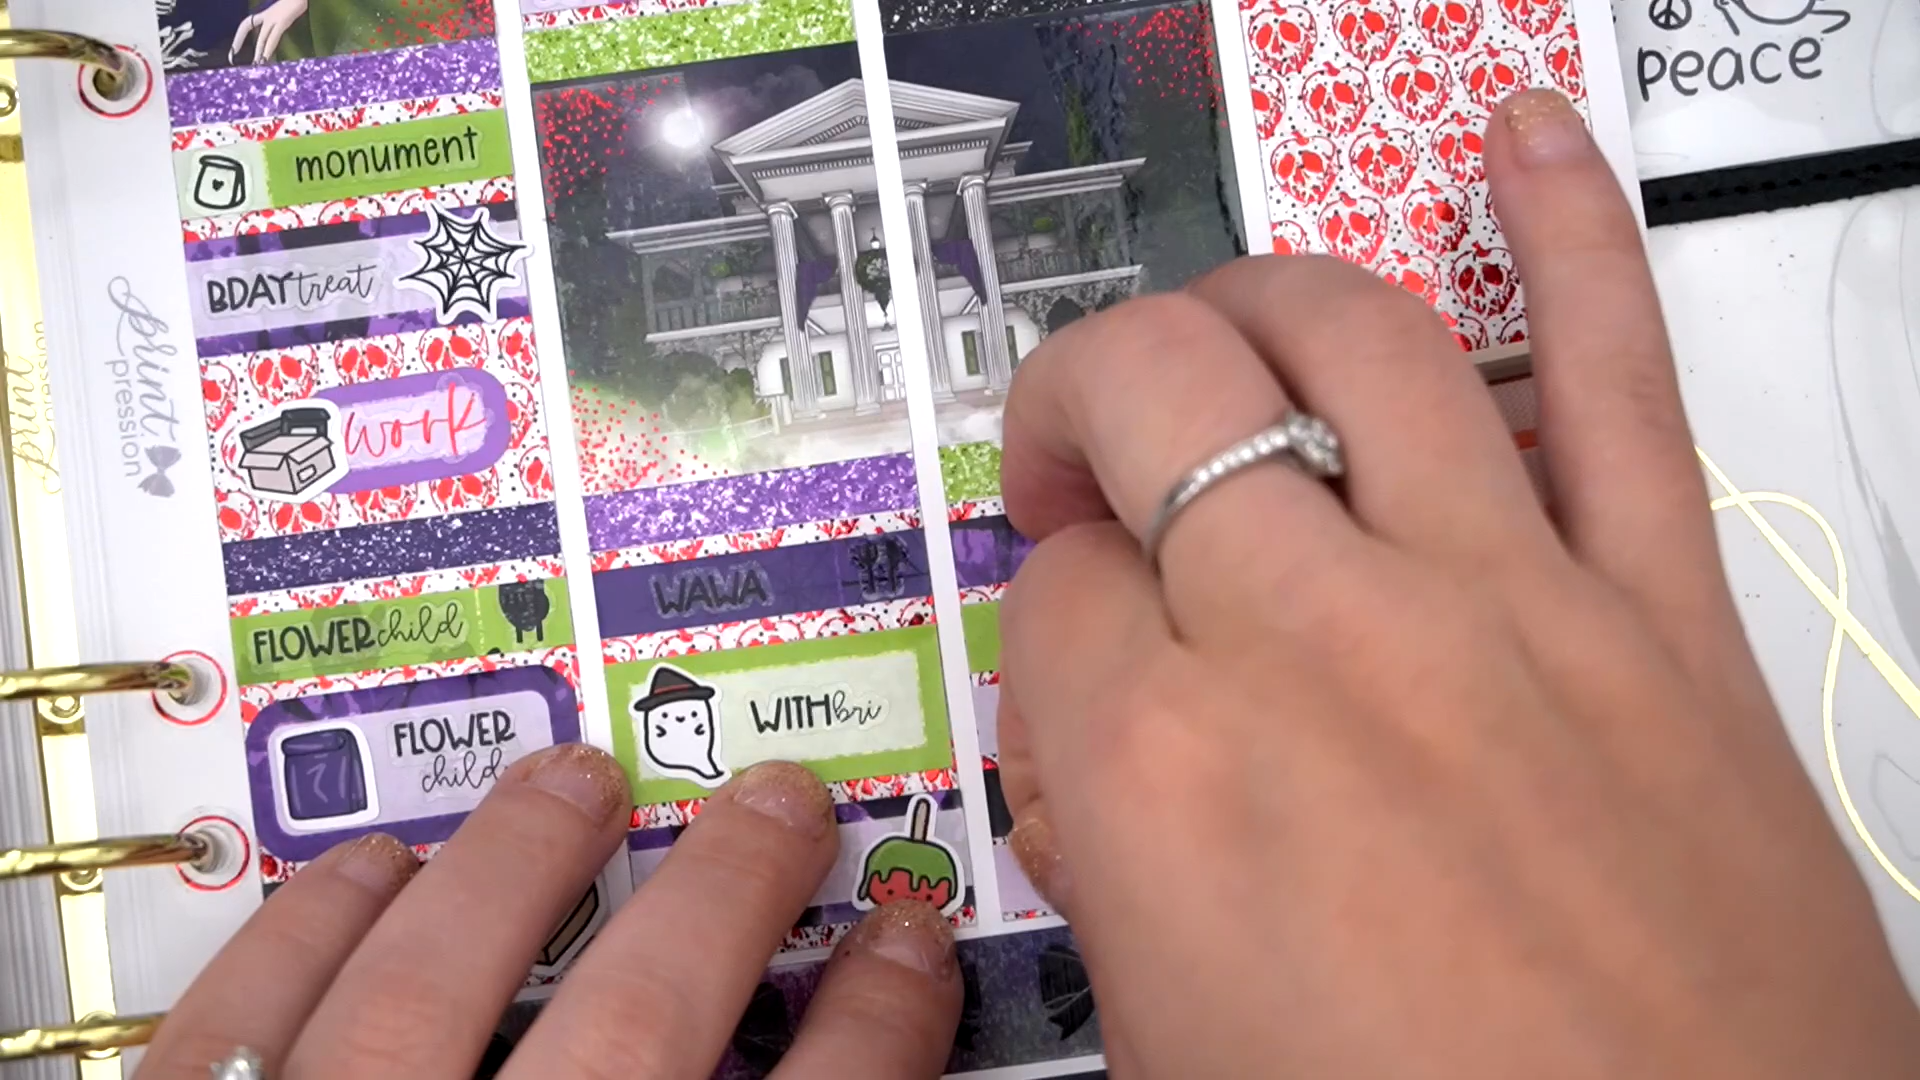 peace
monument
BDAY treat
print
pression
work
WAWA
FLOWER child
WITH bri
FLOWER
child